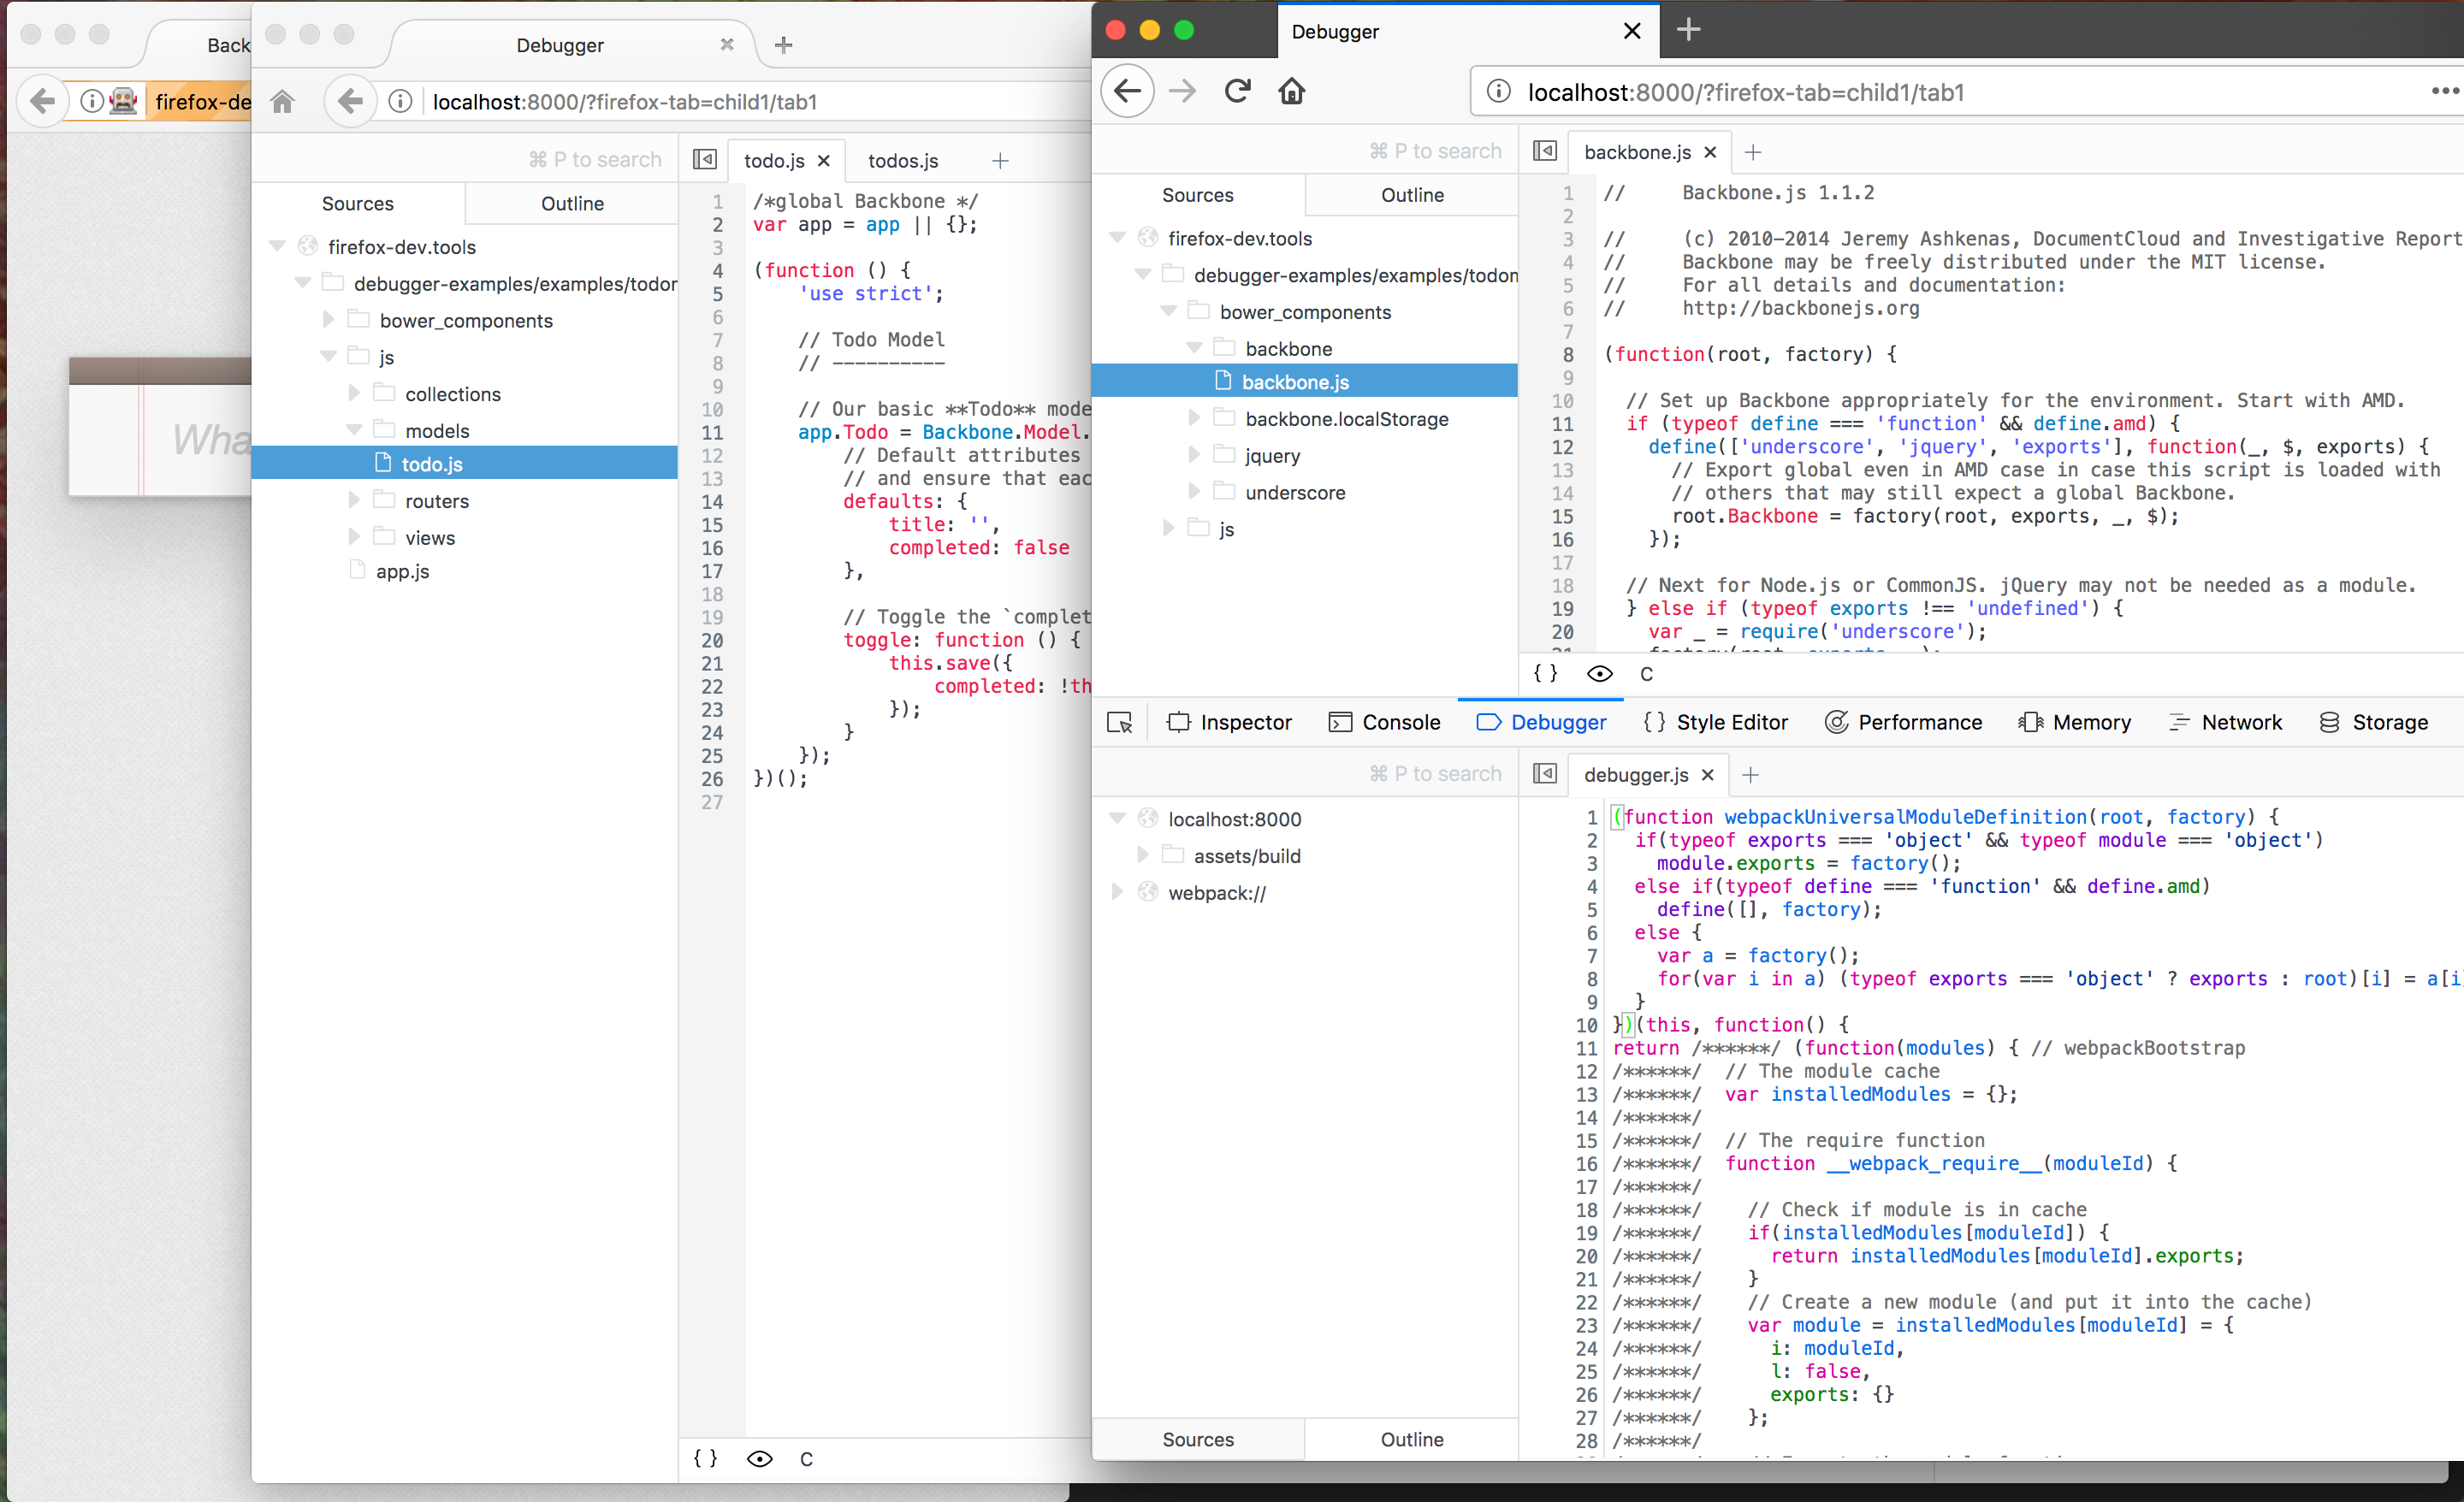 Back
firefox-de
Wha
Debugger
localhost:8000/?firefox-tab=child1/tab1
⌘ P to search
Sources
Outline
firefox-dev.tools
debugger-examples/examples/todor
bower_components
js
collections
models
todo.js
routers
views
app.js
todo.js
todos.js
1 /*global Backbone */
2 var app = app || {};
3
4 (function () {
5     'use strict';
6
7     // Todo Model
8     // ----------
9
10     // Our basic **Todo** mode
11     app.Todo = Backbone.Model.
12         // Default attributes
13         // and ensure that eac
14         defaults: {
15             title: '',
16             completed: false
17         },
18
19         // Toggle the `complet
20         toggle: function () {
21             this.save({
22                 completed: !th
23             });
24         }
25     });
26 })();
27
{ } C
Debugger
localhost:8000/?firefox-tab=child1/tab1
⌘ P to search
Sources
Outline
firefox-dev.tools
debugger-examples/examples/todon
bower_components
backbone
backbone.js
backbone.localStorage
jquery
underscore
js
backbone.js
1 //     Backbone.js 1.1.2
2
3 //     (c) 2010-2014 Jeremy Ashkenas, DocumentCloud and Investigative Report
4 //     Backbone may be freely distributed under the MIT license.
5 //     For all details and documentation:
6 //     http://backbonejs.org
7
8 (function(root, factory) {
9
10   // Set up Backbone appropriately for the environment. Start with AMD.
11   if (typeof define === 'function' && define.amd) {
12     define(['underscore', 'jquery', 'exports'], function(_, $, exports) {
13       // Export global even in AMD case in case this script is loaded with
14       // others that may still expect a global Backbone.
15       root.Backbone = factory(root, exports, _, $);
16     });
17
18   // Next for Node.js or CommonJS. jQuery may not be needed as a module.
19   } else if (typeof exports !== 'undefined') {
20     var _ = require('underscore');
21     factory(root, exports, _);
{ } C
Inspector
Console
Debugger
{ } Style Editor
Performance
Memory
Network
Storage
⌘ P to search
localhost:8000
assets/build
webpack://
Sources
Outline
debugger.js
1 (function webpackUniversalModuleDefinition(root, factory) {
2   if(typeof exports === 'object' && typeof module === 'object')
3     module.exports = factory();
4   else if(typeof define === 'function' && define.amd)
5     define([], factory);
6   else {
7     var a = factory();
8     for(var i in a) (typeof exports === 'object' ? exports : root)[i] = a[i
9   }
10 })(this, function() {
11 return /******/ (function(modules) { // webpackBootstrap
12 /******/  // The module cache
13 /******/  var installedModules = {};
14 /******/
15 /******/  // The require function
16 /******/  function __webpack_require__(moduleId) {
17 /******/
18 /******/    // Check if module is in cache
19 /******/    if(installedModules[moduleId]) {
20 /******/      return installedModules[moduleId].exports;
21 /******/    }
22 /******/    // Create a new module (and put it into the cache)
23 /******/    var module = installedModules[moduleId] = {
24 /******/      i: moduleId,
25 /******/      l: false,
26 /******/      exports: {}
27 /******/    };
28 /******/